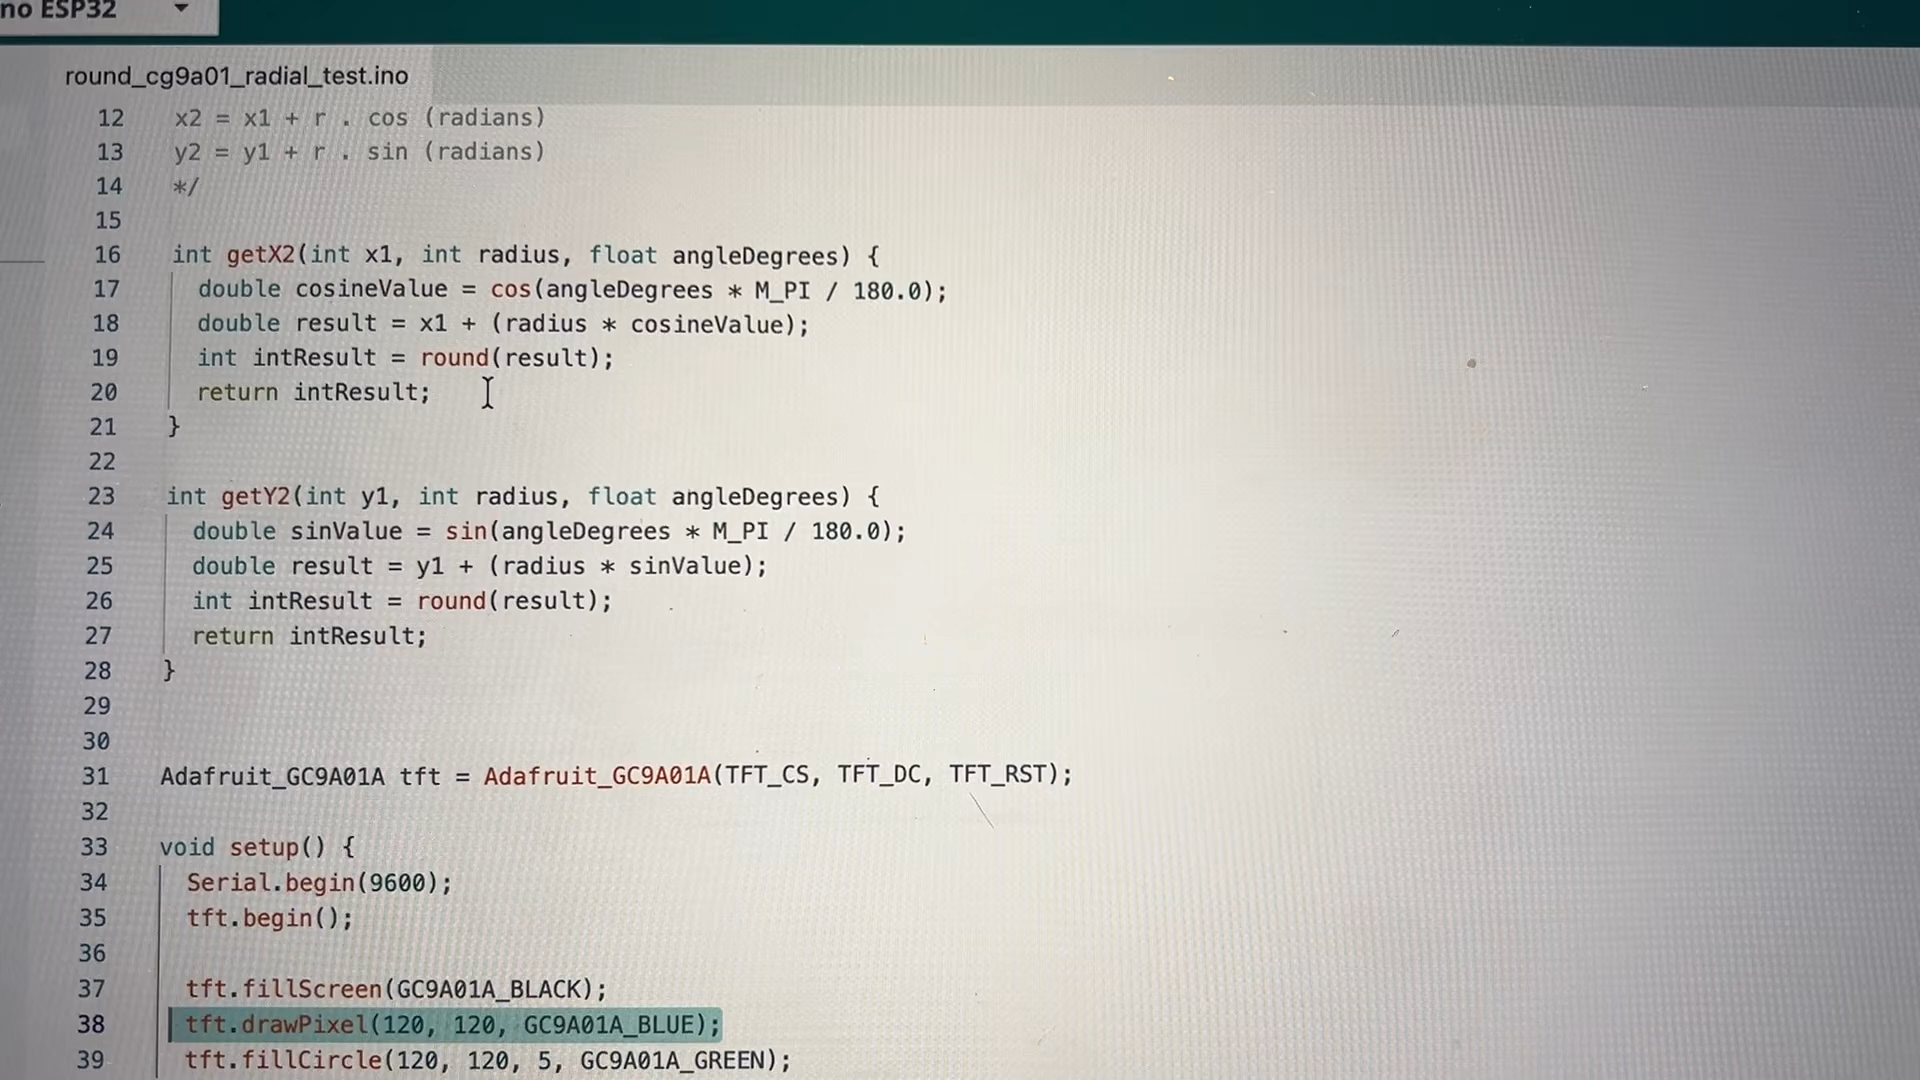 no ESP32
round_cg9a01_radial_test.ino
12 x2 = x1 + r . cos (radians)
13 y2 = y1 + r . sin (radians)
14 */
15
16 int getX2(int x1, int radius, float angleDegrees) {
17 double cosineValue = cos(angleDegrees * M_PI / 180.0);
18 double result = x1 + (radius * cosineValue);
19 int intResult = round(result);
20 return intResult;
21 }
22
23 int getY2(int y1, int radius, float angleDegrees) {
24 double sinValue = sin(angleDegrees * M_PI / 180.0);
25 double result = y1 + (radius * sinValue);
26 int intResult = round(result);
27 return intResult;
28 }
29
30
31 Adafruit_GC9A01A tft = Adafruit_GC9A01A(TFT_CS, TFT_DC, TFT_RST);
32
33 void setup() {
34 Serial.begin(9600);
35 tft.begin();
36
37 tft.fillScreen(GC9A01A_BLACK);
38 tft.drawPixel(120, 120, GC9A01A_BLUE);
39 tft.fillCircle(120, 120, 5, GC9A01A_GREEN);